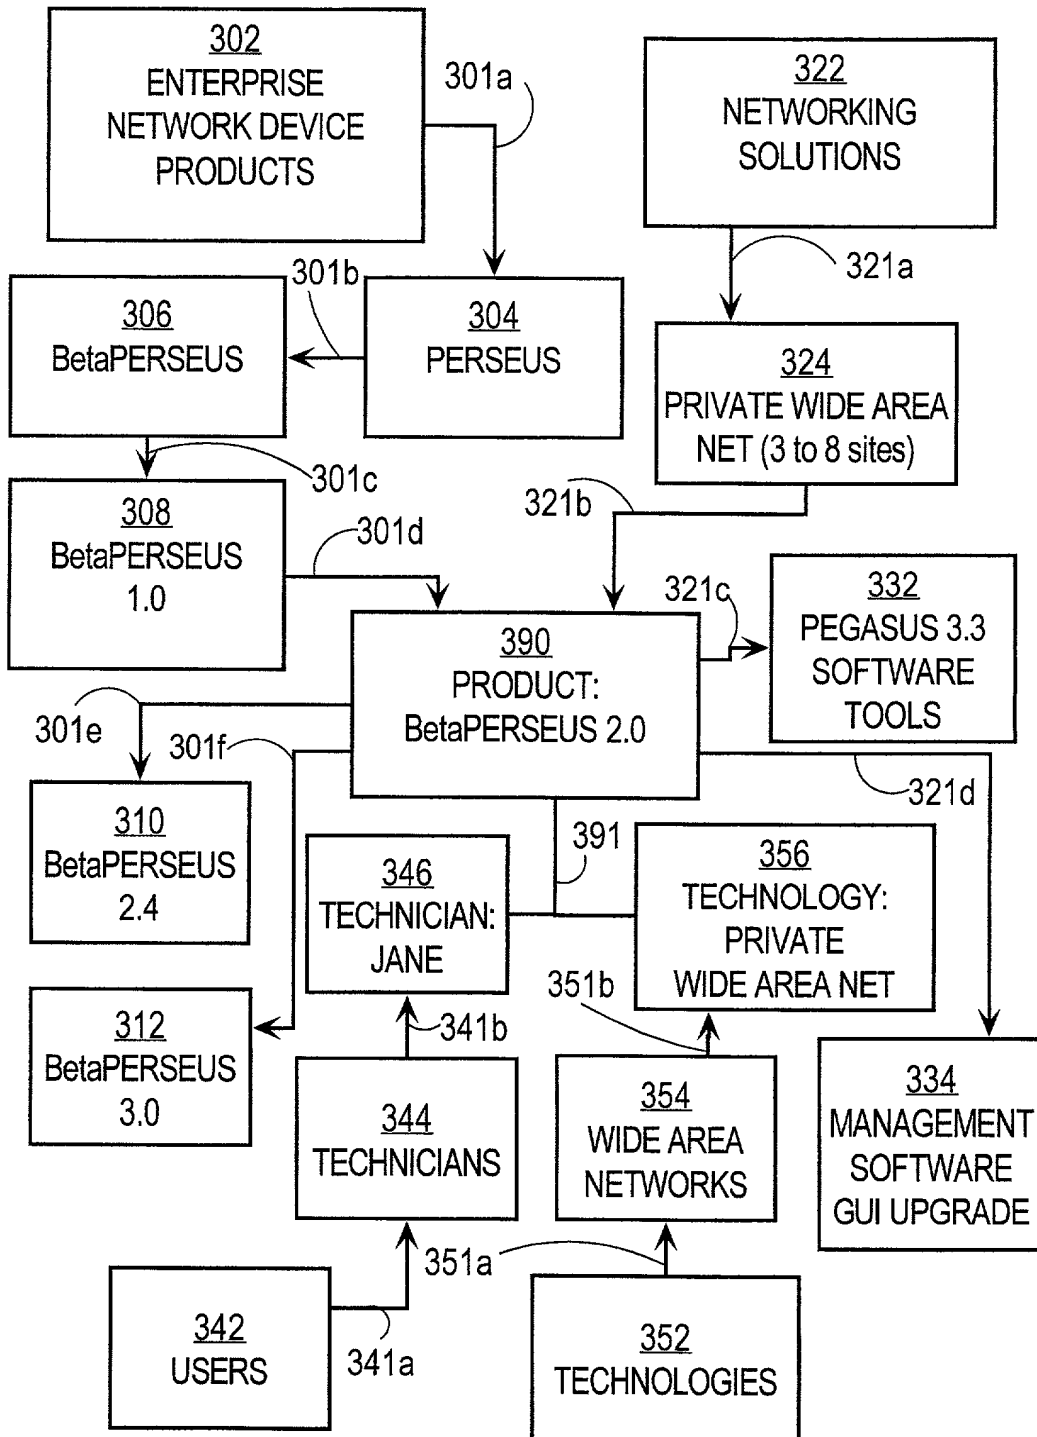 302
ENTERPRISE
NETWORK DEVICE
PRODUCTS
301a
322
NETWORKING
SOLUTIONS
321a
301b
306
BetaPERSEUS
304
PERSEUS
324
PRIVATE WIDE AREA
NET (3 to 8 sites)
301c
308
BetaPERSEUS
1.0
301d
321b
321c
332
PEGASUS 3.3
SOFTWARE
TOOLS
390
PRODUCT:
BetaPERSEUS 2.0
301e
301f
321d
310
BetaPERSEUS
2.4
391
346
TECHNICIAN:
JANE
356
TECHNOLOGY:
PRIVATE
WIDE AREA NET
351b
341b
312
BetaPERSEUS
3.0
344
TECHNICIANS
354
WIDE AREA
NETWORKS
334
MANAGEMENT
SOFTWARE
GUI UPGRADE
351a
342
USERS
341a
352
TECHNOLOGIES